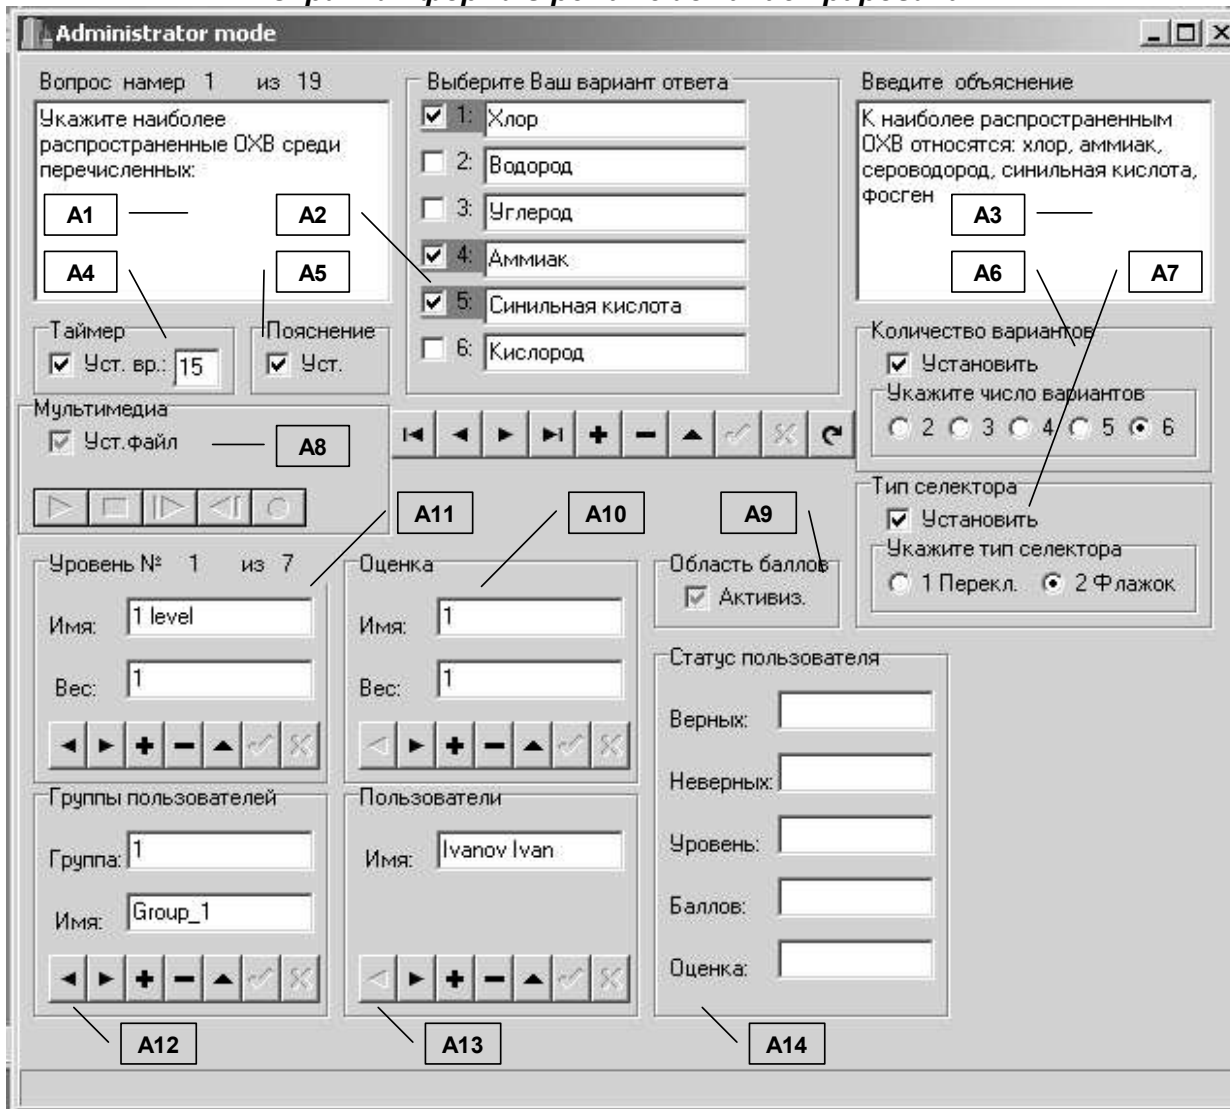 Administrator mode
Вопрос намер 1 из 19
Укажите наиболее
распространенные ОХВ среди
перечисленных:
A1
A2
A4
A5
Таймер
Уст. вр.: 15
Пояснение
Уст.
Мультимедиа
Уст.файл
A8
Выберите Ваш вариант ответа
1: Хлор
2: Водород
3: Углерод
4: Аммиак
5: Синильная кислота
6: Кислород
Введите объяснение
К наиболее распространенным
ОХВ относятся: хлор, аммиак,
сероводород, синильная кислота,
фосген
A3
A6
A7
Количество вариантов
Установить
Укажите число вариантов
2 3 4 5 6
Тип селектора
Установить
Укажите тип селектора
1 Перекл. 2 Флажок
A11
A10
A9
Уровень № 1 из 7
Имя: 1 level
Вес: 1
Оценка
Имя: 1
Вес: 1
Область баллов
Активиз.
Группы пользователей
Группа: 1
Имя: Group_1
Пользователи
Имя: Ivanov Ivan
Статус пользователя
Верных:
Неверных:
Уровень:
Баллов:
Оценка:
A12
A13
A14